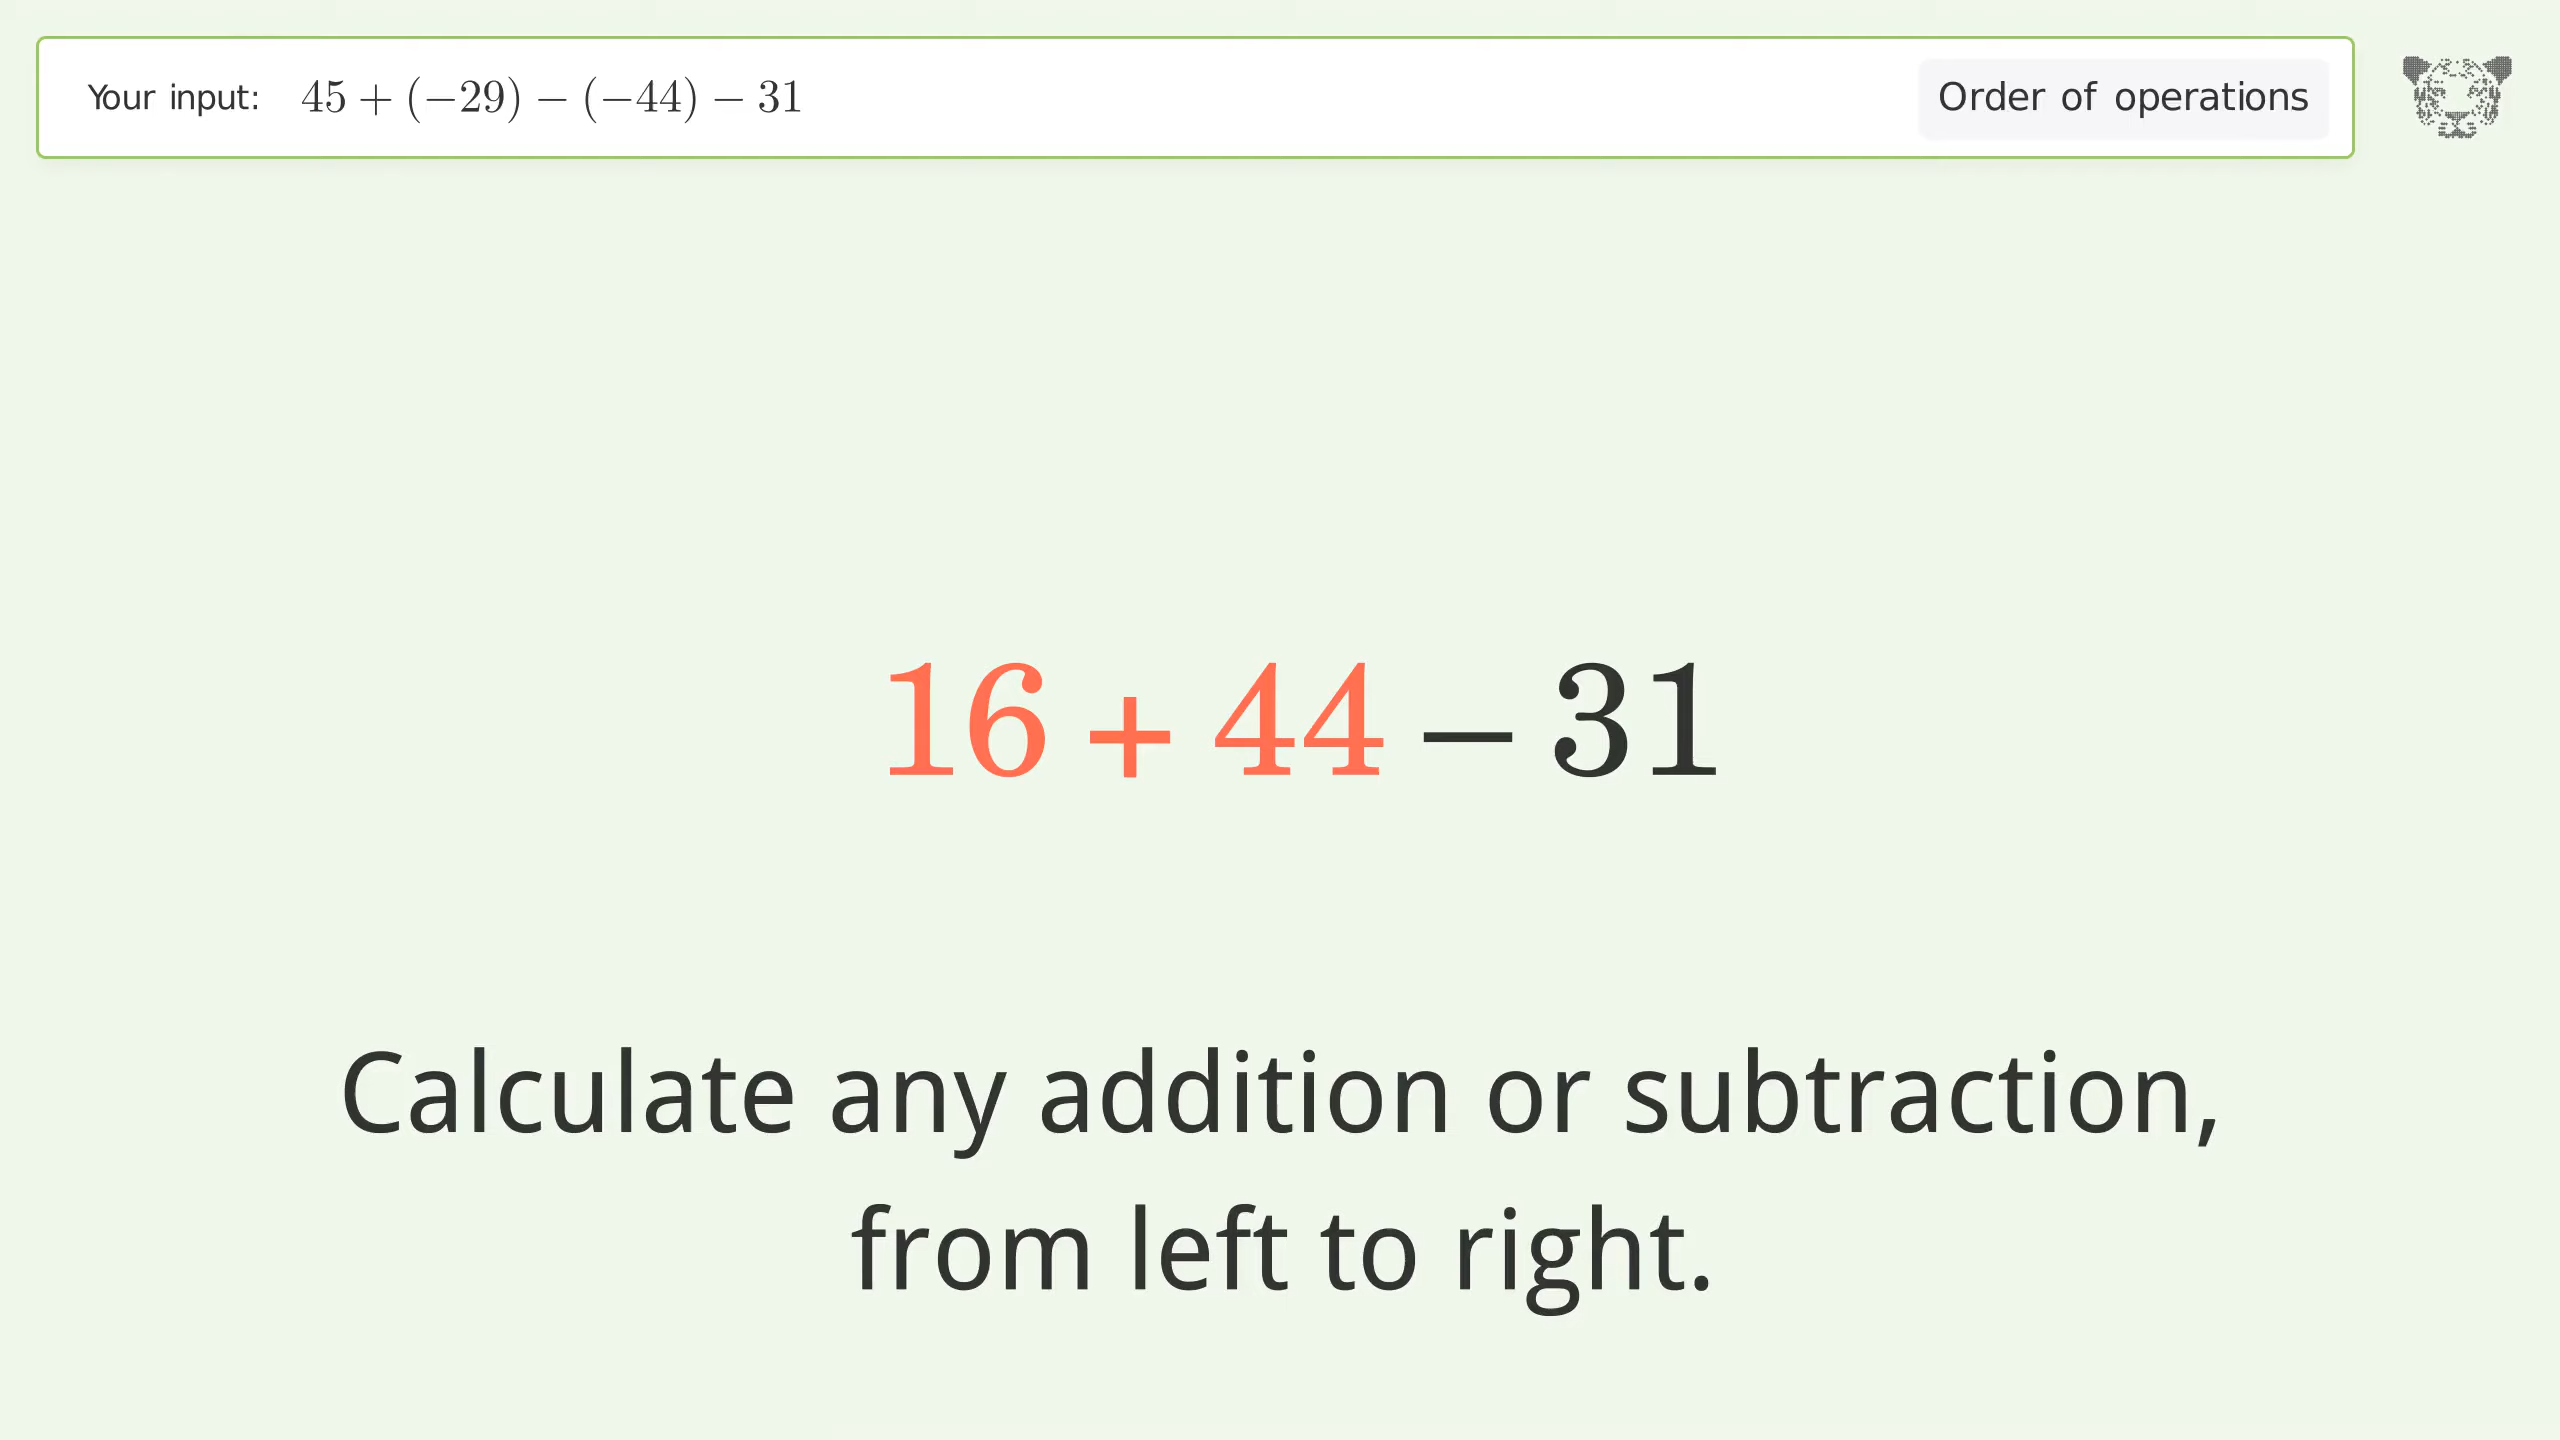 Your input: 45 + (−29) − (−44) − 31
Order of operations
16 + 44 − 31
Calculate any addition or subtraction,
from left to right.